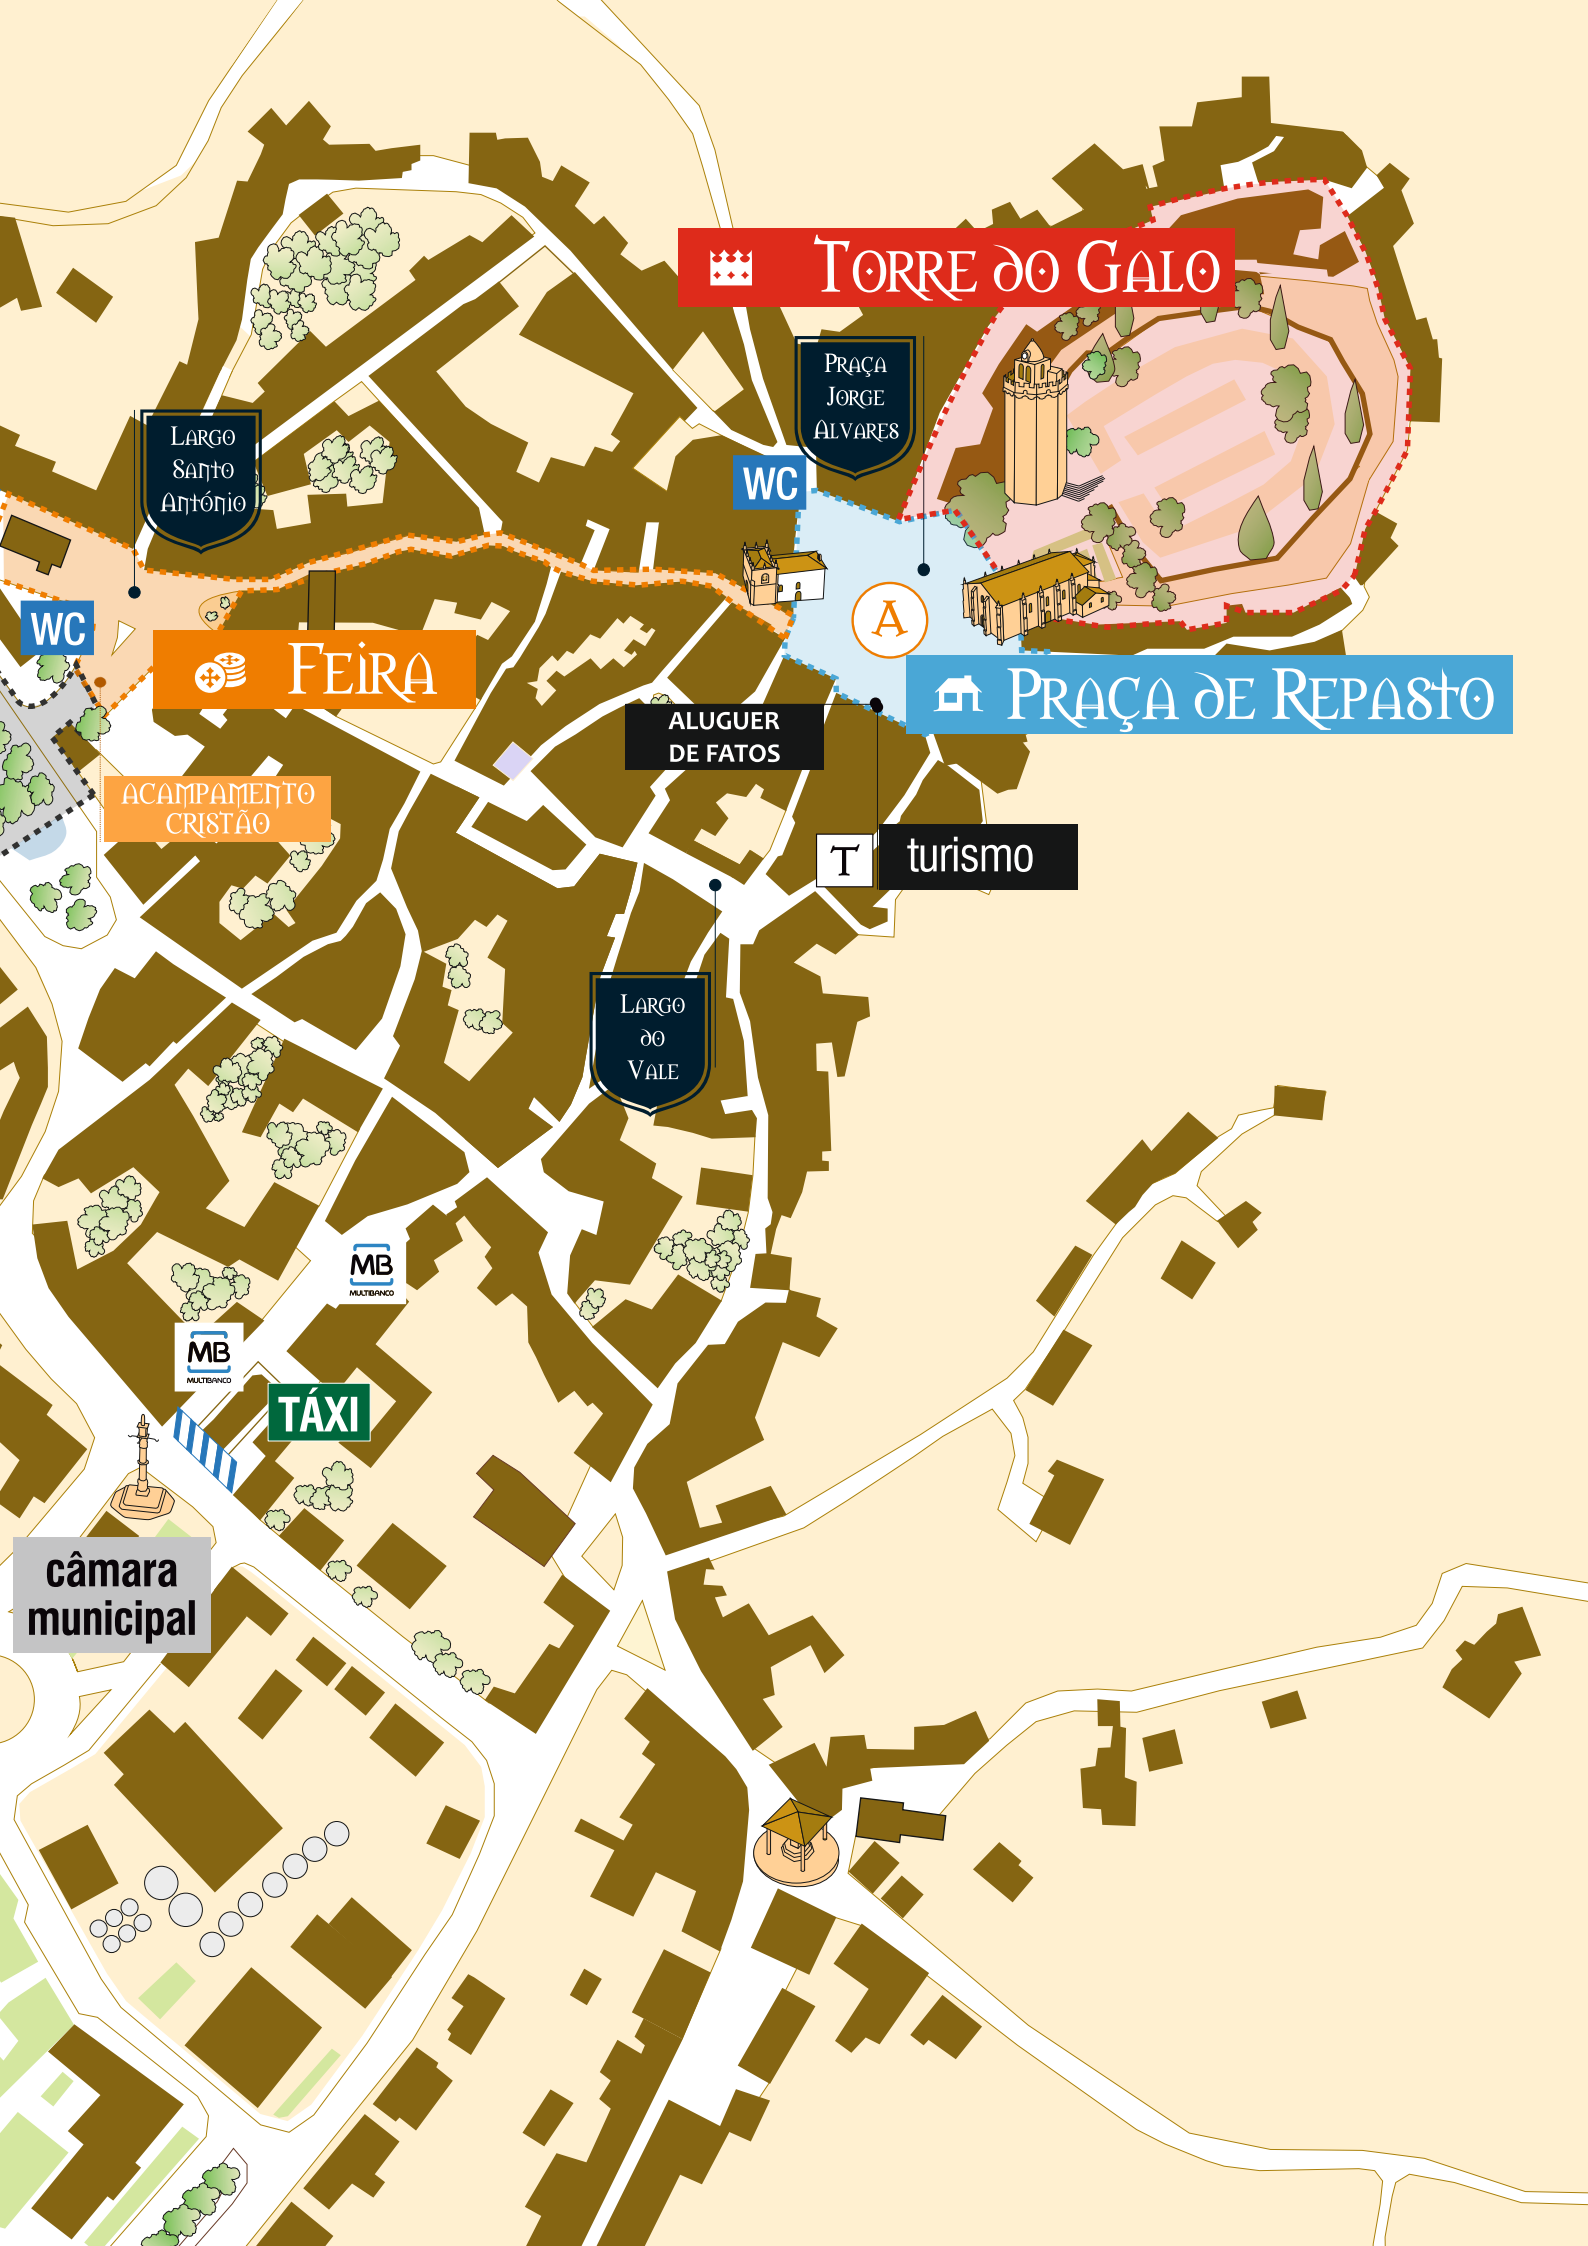 TORRE DO GALO
PRAÇA
JORGE
ALVARES
LARGO
SANTO
ANTÓNIO
WC
WC
A
FEIRA
PRAÇA DE REPASTO
ALUGUER
DE FATOS
ACAMPAMENTO
CRISTÃO
T
turismo
LARGO
DO
VALE
MB
MULTIBANCO
MB
MULTIBANCO
TÁXI
câmara
municipal